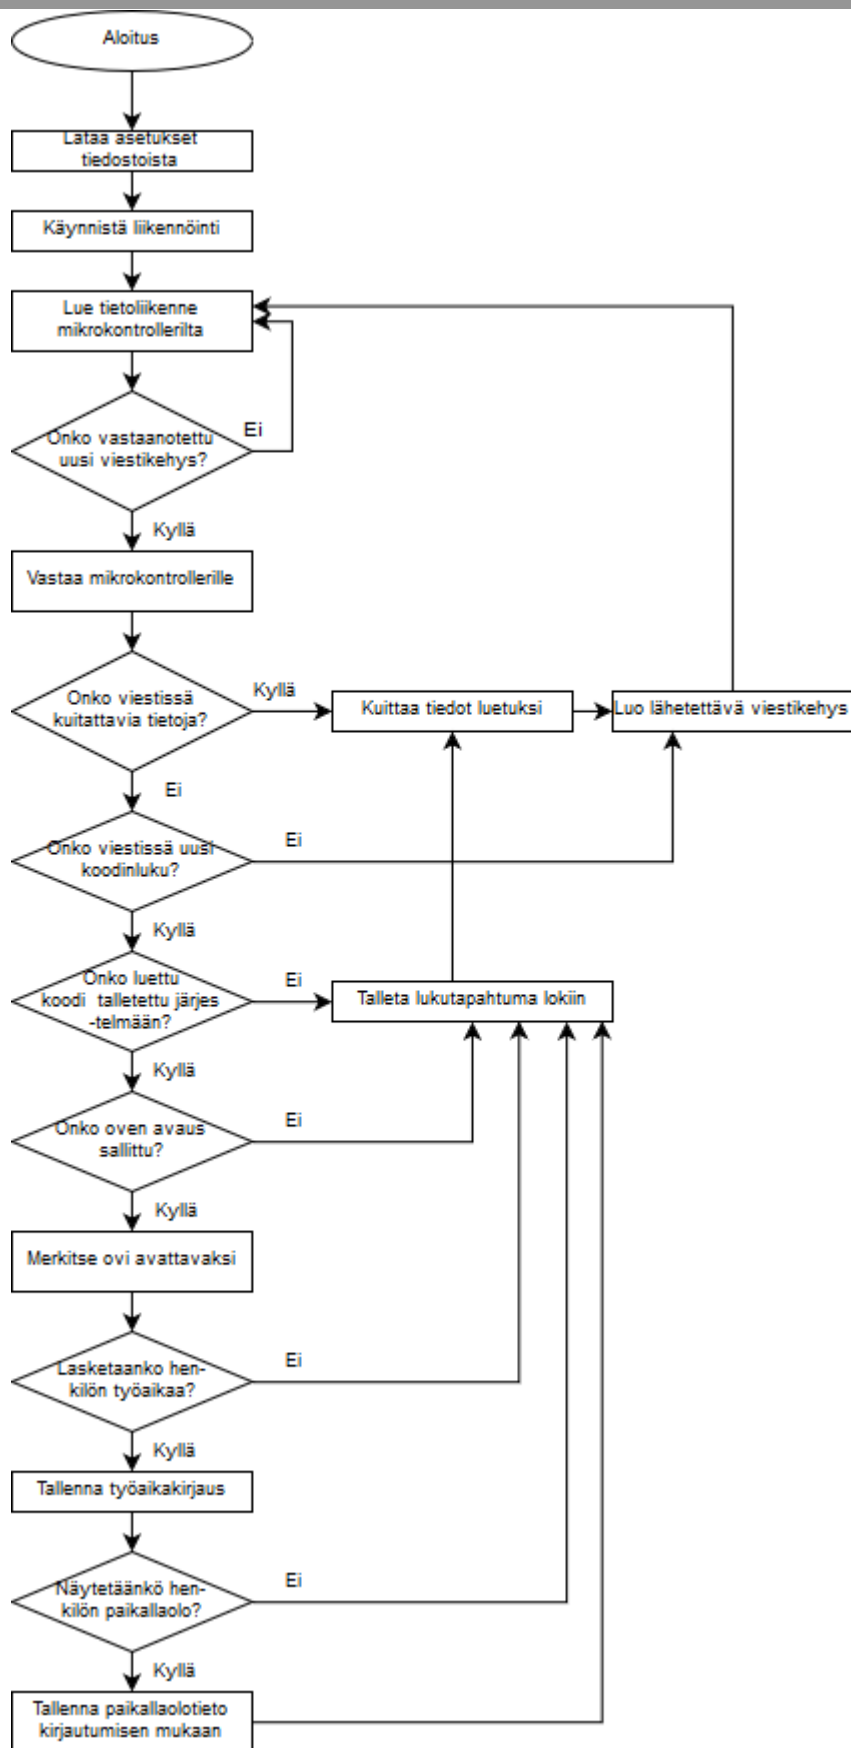 Aloitus
Lataa asetukset
tiedostoista
Käynnistä liikennöinti
Lue tietoliikenne
mikrokontrollerilta
Onko vastaanotettu
uusi viestikehys?
Ei
Kyllä
Vastaa mikrokontrollerille
Onko viestissä
kuitattavia tietoja?
Kyllä
Kuittaa tiedot luetuksi
Luo lähetettävä viestikehys
Ei
Onko viestissä uusi
koodinluku?
Ei
Kyllä
Onko luettu
koodi talletettu järjes
-telmään?
Ei
Talleta lukutapahtuma lokiin
Kyllä
Onko oven avaus
sallittu?
Ei
Kyllä
Merkitse ovi avattavaksi
Lasketaanko hen-
kilön työaikaa?
Ei
Kyllä
Tallenna työaikakirjaus
Näytetäänkö hen-
kilön paikallaolo?
Ei
Kyllä
Tallenna paikallaolotieto
kirjautumisen mukaan